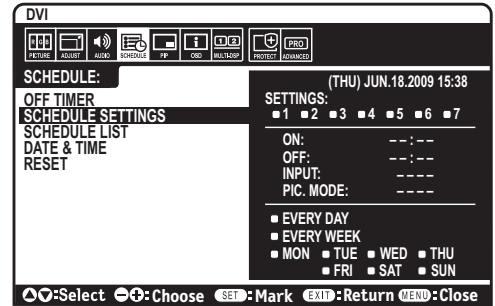 DVI
RGB
PICTURE ADJUST AUDIO SCHEDULE PIP OSD MULTI-DSP PROTECT ADVANCED
1 2
PRO
SCHEDULE:
OFF TIMER
SCHEDULE SETTINGS
SCHEDULE LIST
DATE & TIME
RESET
(THU) JUN.18.2009 15:38
SETTINGS:
1 2 3 4 5 6 7
ON: --:--
OFF: --:--
INPUT: ----
PIC. MODE: ----
EVERY DAY
EVERY WEEK
MON TUE WED THU
FRI SAT SUN
Select Choose SET:Mark EXIT:Return MENU:Close